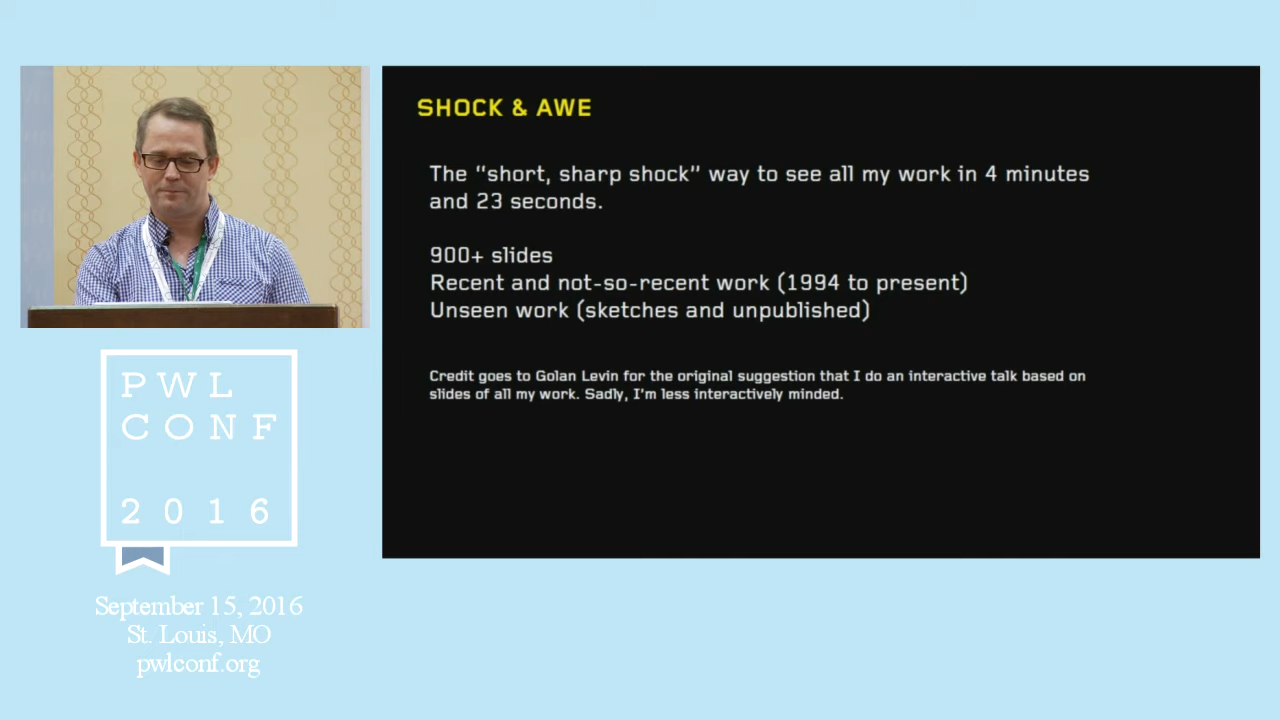 SHOCK & AWE
The “short, sharp shock” way to see all my work in 4 minutes
and 23 seconds.
900+ slides
Recent and not-so-recent work (1994 to present)
Unseen work (sketches and unpublished)
Credit goes to Golan Levin for the original suggestion that I do an interactive talk based on
slides of all my work. Sadly, I’m less interactively minded.
PWL
CONF
2016
September 15, 2016
St. Louis, MO
pwlconf.org